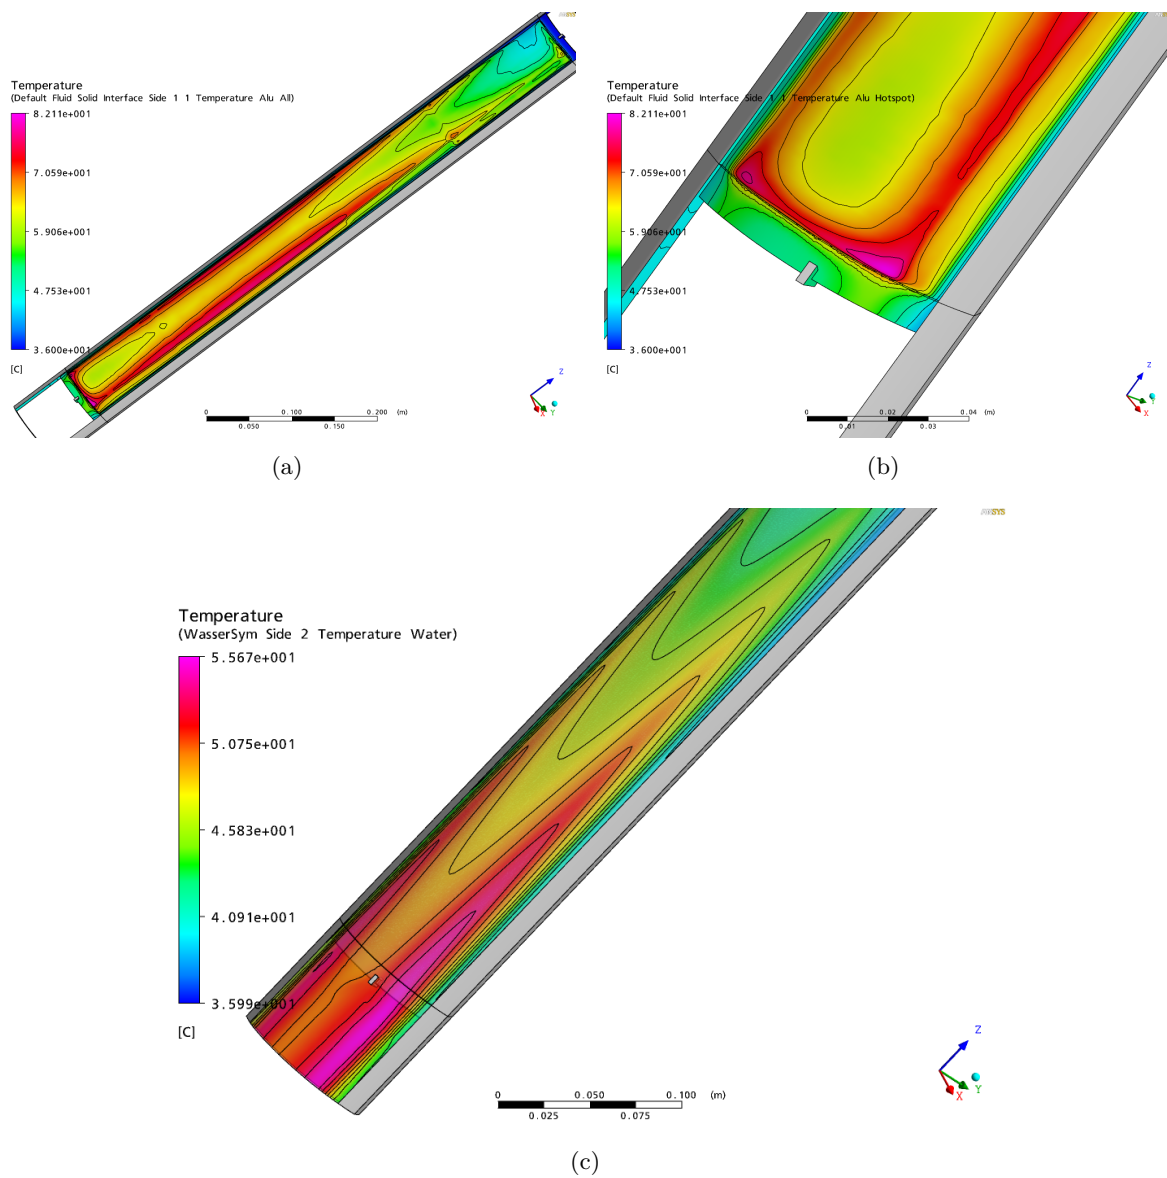 Temperature
(Default Fluid Solid Interface Side 1 1 Temperature Alu All)
8.211e+001
7.059e+001
5.906e+001
4.753e+001
3.600e+001
[C]
0 0.100 0.200 (m)
0.050 0.150
Z
X Y
(a)
Temperature
(Default Fluid Solid Interface Side 1 1 Temperature Alu Hotspot)
8.211e+001
7.059e+001
5.906e+001
4.753e+001
3.600e+001
[C]
0 0.02 0.04 (m)
0.01 0.03
Z
Y
X
(b)
ANSYS
Temperature
(WasserSym Side 2 Temperature Water)
5.567e+001
5.075e+001
4.583e+001
4.091e+001
3.599e+001
[C]
0 0.050 0.100 (m)
0.025 0.075
Z
X Y
(c)